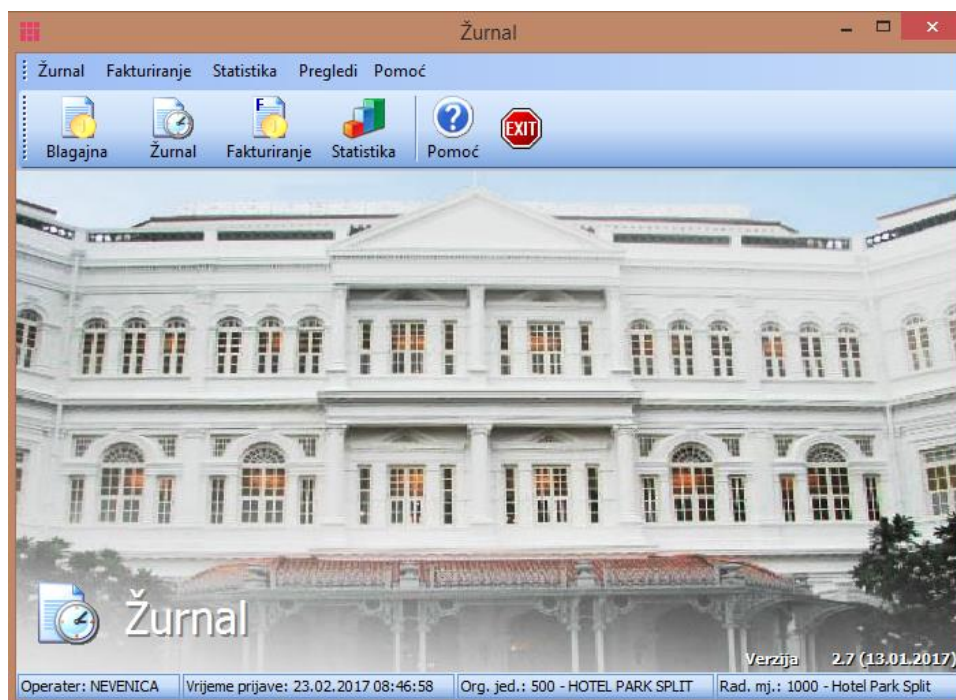 Žurnal
Žurnal Fakturiranje Statistika Pregledi Pomoć
F
EXIT
Blagajna Žurnal Fakturiranje Statistika Pomoć
Žurnal
Verzija 2.7 (13.01.2017)
Operater: NEVENICA Vrijeme prijave: 23.02.2017 08:46:58 Org. jed.: 500 - HOTEL PARK SPLIT Rad. mj.: 1000 - Hotel Park Split